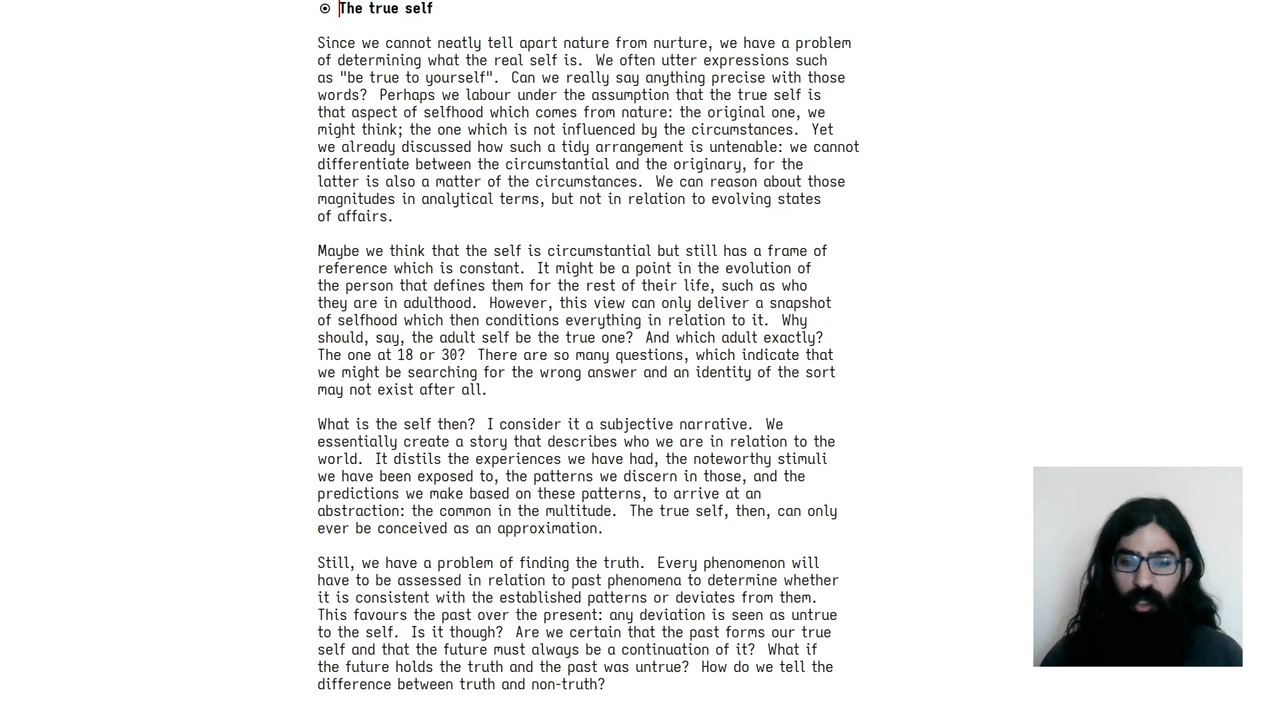 The true self
Since we cannot neatly tell apart nature from nurture, we have a problem
of determining what the real self is.  We often utter expressions such
as "be true to yourself".  Can we really say anything precise with those
words?  Perhaps we labour under the assumption that the true self is
that aspect of selfhood which comes from nature: the original one, we
might think; the one which is not influenced by the circumstances.  Yet
we already discussed how such a tidy arrangement is untenable: we cannot
differentiate between the circumstantial and the originary, for the
latter is also a matter of the circumstances.  We can reason about those
magnitudes in analytical terms, but not in relation to evolving states
of affairs.
Maybe we think that the self is circumstantial but still has a frame of
reference which is constant.  It might be a point in the evolution of
the person that defines them for the rest of their life, such as who
they are in adulthood.  However, this view can only deliver a snapshot
of selfhood which then conditions everything in relation to it.  Why
should, say, the adult self be the true one?  And which adult exactly?
The one at 18 or 30?  There are so many questions, which indicate that
we might be searching for the wrong answer and an identity of the sort
may not exist after all.
What is the self then?  I consider it a subjective narrative.  We
essentially create a story that describes who we are in relation to the
world.  It distils the experiences we have had, the noteworthy stimuli
we have been exposed to, the patterns we discern in those, and the
predictions we make based on these patterns, to arrive at an
abstraction: the common in the multitude.  The true self, then, can only
ever be conceived as an approximation.
Still, we have a problem of finding the truth.  Every phenomenon will
have to be assessed in relation to past phenomena to determine whether
it is consistent with the established patterns or deviates from them.
This favours the past over the present: any deviation is seen as untrue
to the self.  Is it though?  Are we certain that the past forms our true
self and that the future must always be a continuation of it?  What if
the future holds the truth and the past was untrue?  How do we tell the
difference between truth and non-truth?